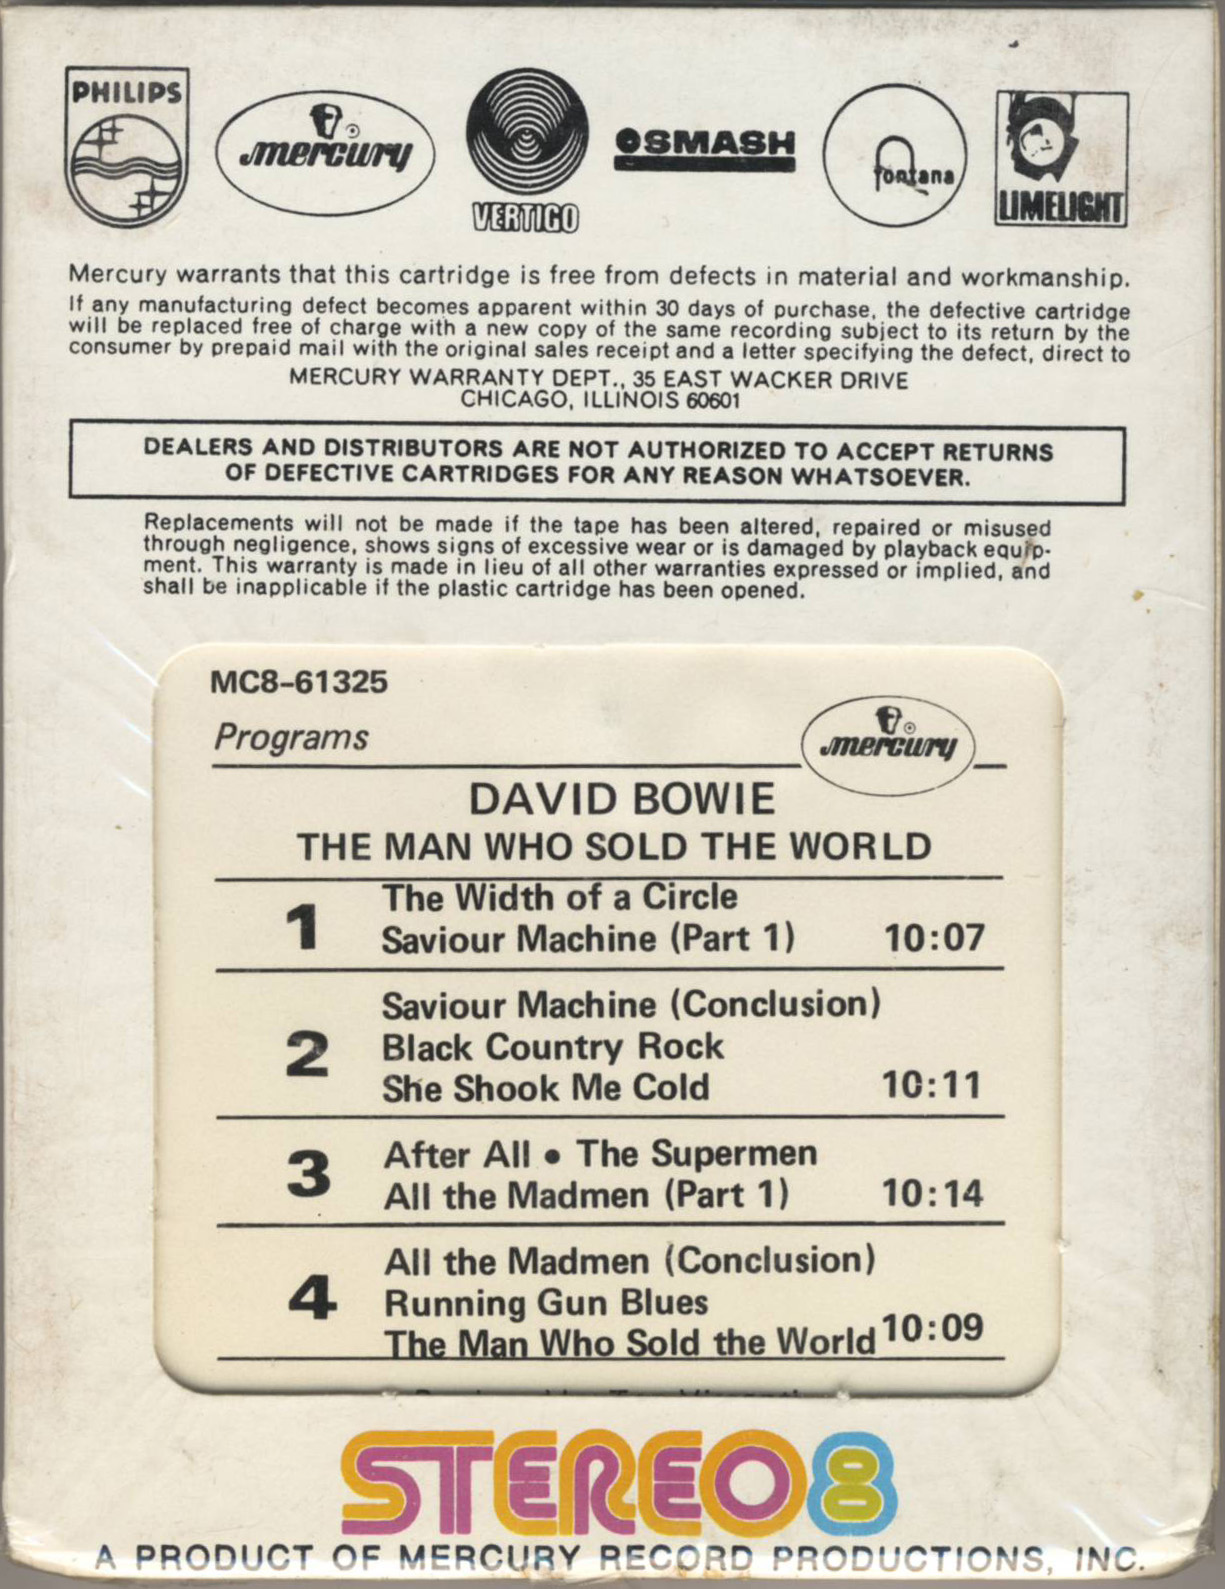 PHILIPS
mercury
VERTIGO
SMASH
fontana
LIMELIGHT
Mercury warrants that this cartridge is free from defects in material and workmanship.
If any manufacturing defect becomes apparent within 30 days of purchase, the defective cartridge
will be replaced free of charge with a new copy of the same recording subject to its return by the
consumer by prepaid mail with the original sales receipt and a letter specifying the defect, direct to
MERCURY WARRANTY DEPT., 35 EAST WACKER DRIVE
CHICAGO, ILLINOIS 60601
DEALERS AND DISTRIBUTORS ARE NOT AUTHORIZED TO ACCEPT RETURNS
OF DEFECTIVE CARTRIDGES FOR ANY REASON WHATSOEVER.
Replacements will not be made if the tape has been altered, repaired or misused
through negligence, shows signs of excessive wear or is damaged by playback equip-
ment. This warranty is made in lieu of all other warranties expressed or implied, and
shall be inapplicable if the plastic cartridge has been opened.
MC8-61325
Programs
mercury
DAVID BOWIE
THE MAN WHO SOLD THE WORLD
1
The Width of a Circle
Saviour Machine (Part 1) 10:07
2
Saviour Machine (Conclusion)
Black Country Rock
She Shook Me Cold 10:11
3
After All • The Supermen
All the Madmen (Part 1) 10:14
4
All the Madmen (Conclusion)
Running Gun Blues
The Man Who Sold the World 10:09
STEREO 8
A PRODUCT OF MERCURY RECORD PRODUCTIONS, INC.